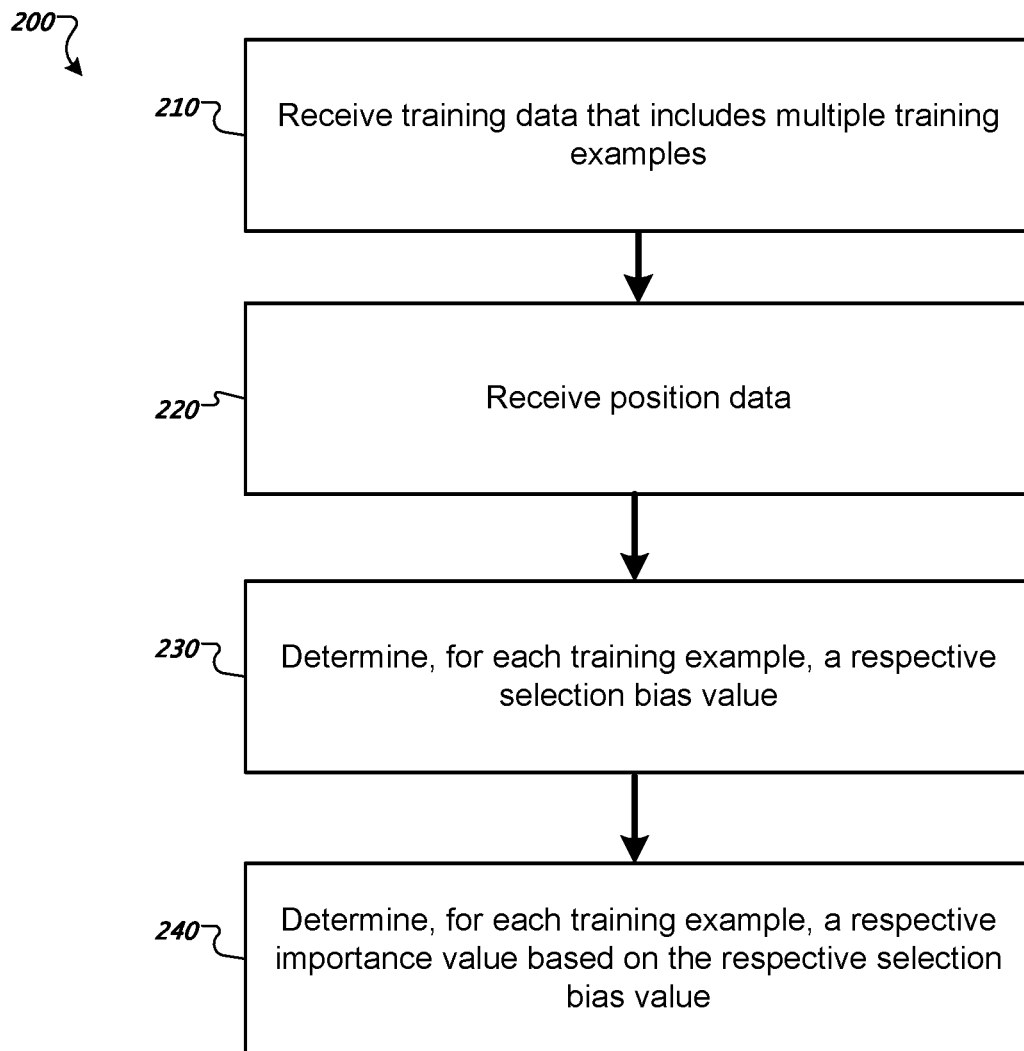 200
210
Receive training data that includes multiple training
examples
220
Receive position data
230
Determine, for each training example, a respective
selection bias value
240
Determine, for each training example, a respective
importance value based on the respective selection
bias value